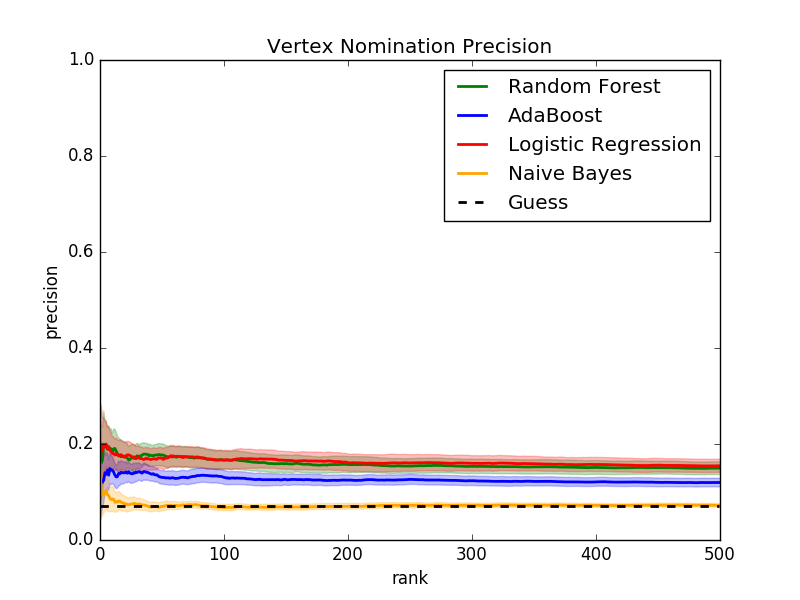 Vertex Nomination Precision
1.0
0.8
0.6
0.4
0.2
0.0
precision
Random Forest
AdaBoost
Logistic Regression
Naive Bayes
Guess
0 100 200 300 400 500
rank